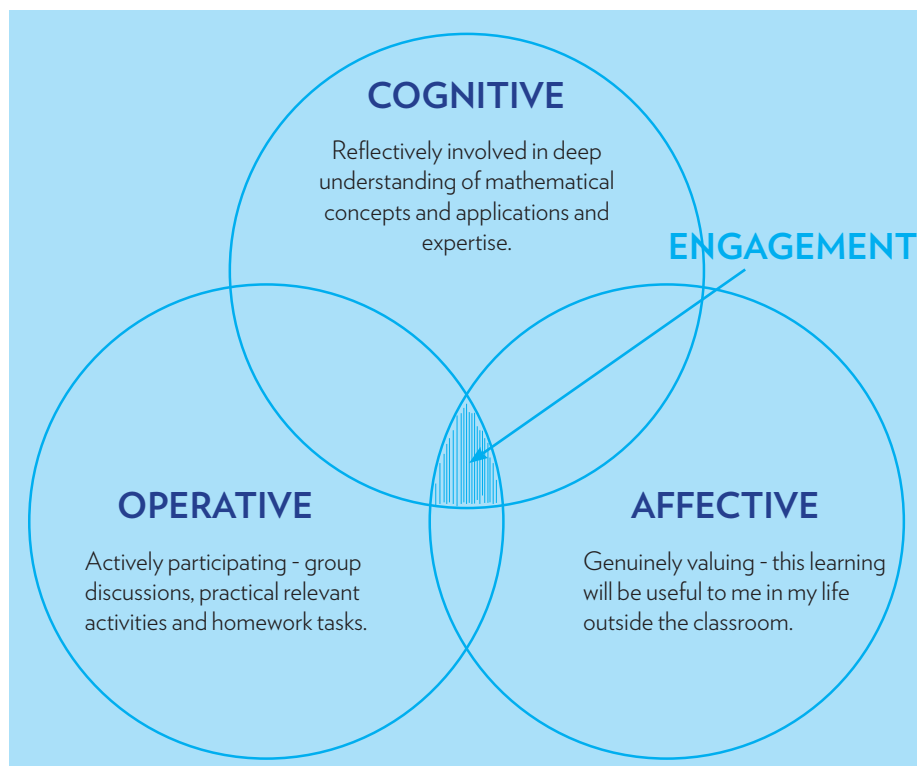 COGNITIVE
Reflectively involved in deep
understanding of mathematical
concepts and applications and
expertise.
ENGAGEMENT
OPERATIVE
Actively participating - group
discussions, practical relevant
activities and homework tasks.
AFFECTIVE
Genuinely valuing - this learning
will be useful to me in my life
outside the classroom.